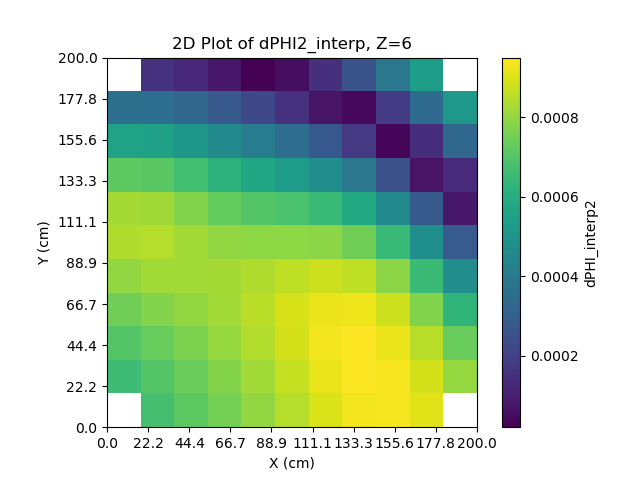 2D Plot of dPHI2_interp, Z=6
200.0
177.8
155.6
133.3
111.1
88.9
66.7
44.4
22.2
0.0
Y (cm)
0.0 22.2 44.4 66.7 88.9 111.1 133.3 155.6 177.8 200.0
X (cm)
0.0008
0.0006
0.0004
0.0002
dPHI_interp2